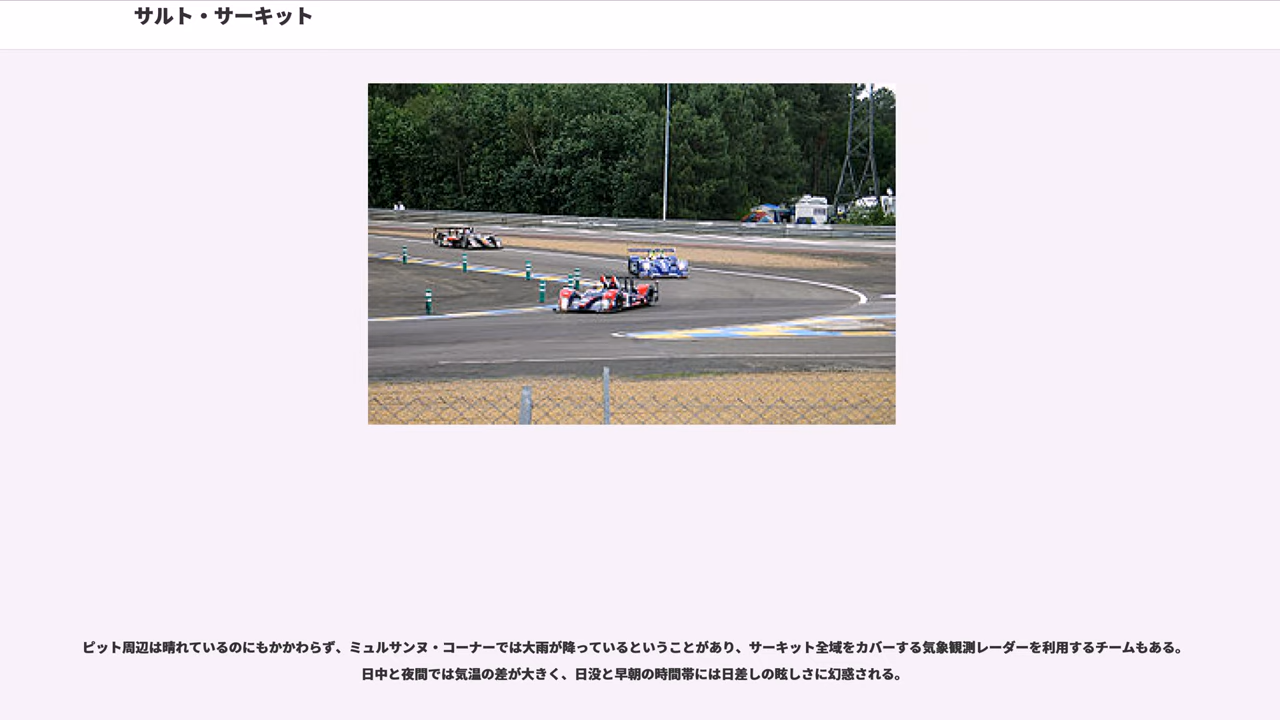 サルト・サーキット
ピット周辺は晴れているのにもかかわらず、ミュルサンヌ・コーナーでは大雨が降っているということがあり、サーキット全域をカバーする気象観測レーダーを利用するチームもある。
日中と夜間では気温の差が大きく、日没と早朝の時間帯には日差しの眩しさに幻惑される。